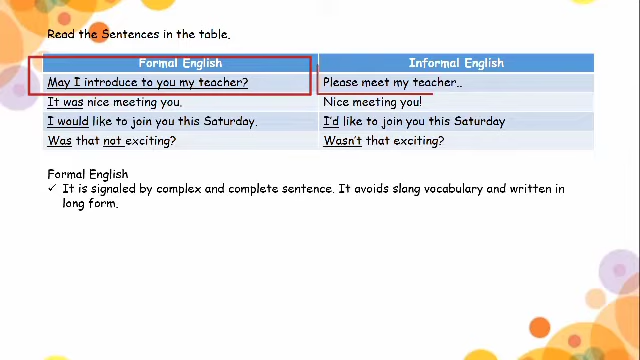 Read the Sentences in the table.
Formal English Informal English
May I introduce to you my teacher? Please meet my teacher..
It was nice meeting you. Nice meeting you!
I would like to join you this Saturday. I'd like to join you this Saturday
Was that not exciting? Wasn't that exciting?
Formal English
✓ It is signaled by complex and complete sentence. It avoids slang vocabulary and written in
long form.